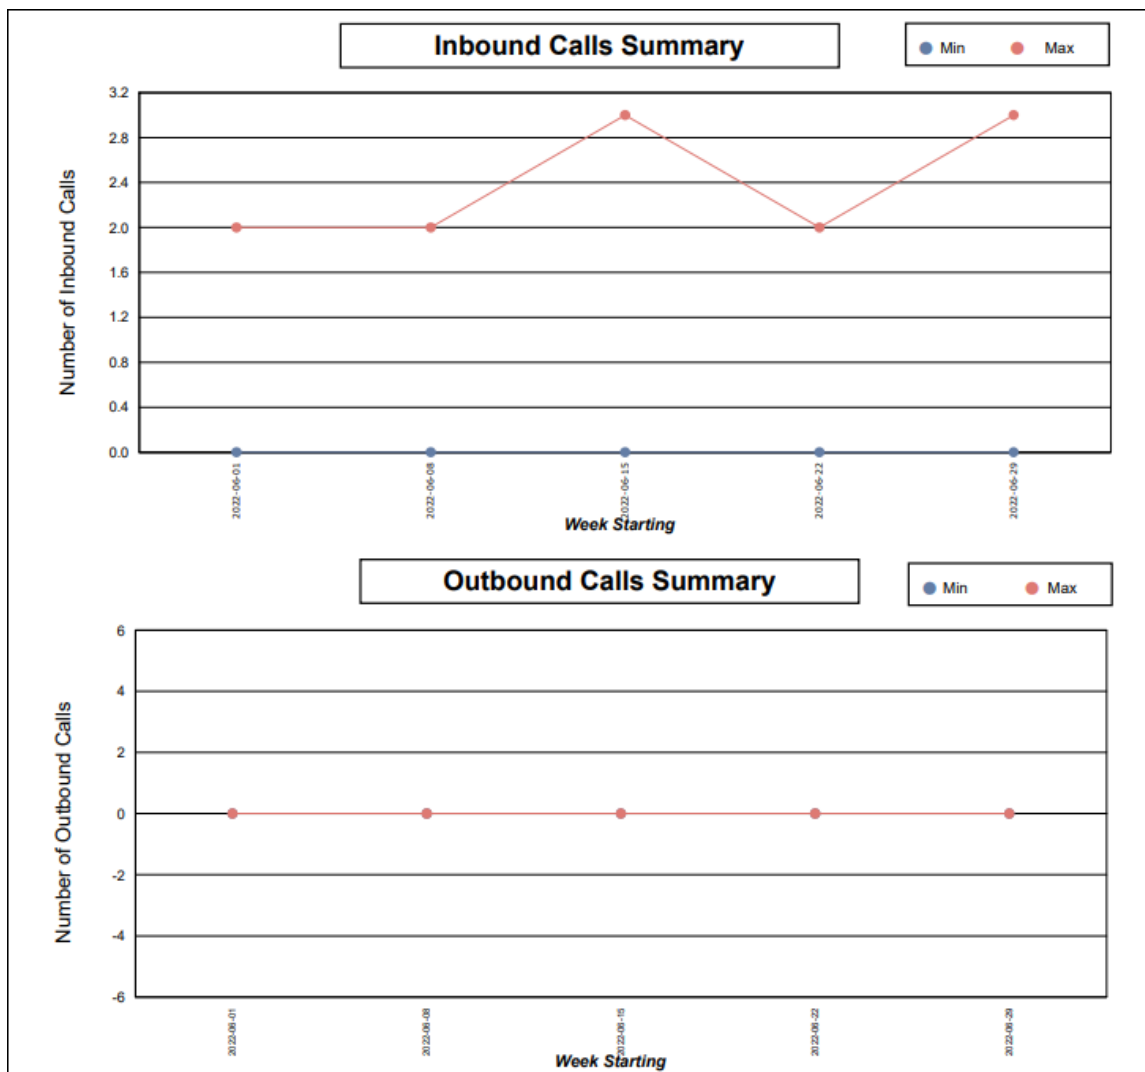 Inbound Calls Summary
Min Max
Number of Inbound Calls
3.2
2.8
2.4
2.0
1.6
1.2
0.8
0.4
0.0
2022-06-01 2022-06-08 2022-06-15 2022-06-22 2022-06-29
Week Starting
Outbound Calls Summary
Min Max
Number of Outbound Calls
6
4
2
0
-2
-4
-6
2022-06-01 2022-06-08 2022-06-15 2022-06-22 2022-06-29
Week Starting